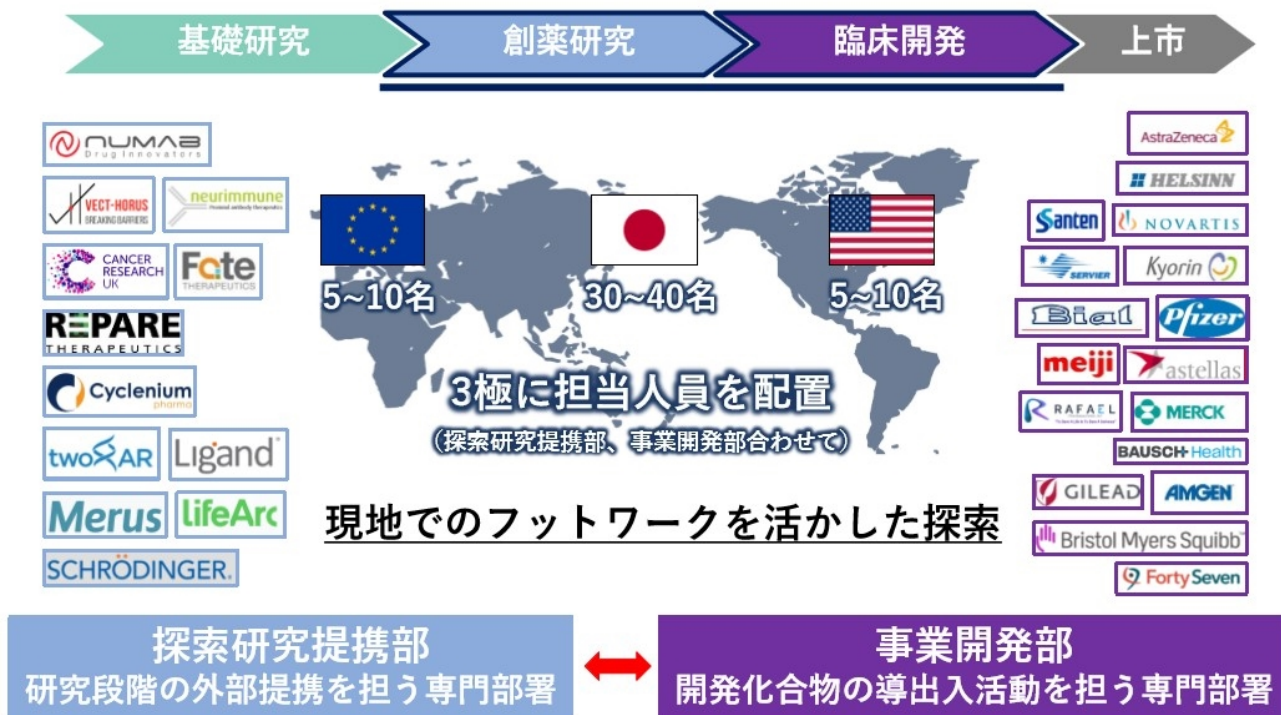 基礎研究
創薬研究
臨床開発
上市
NUMAB
Drug Innovators
VECT-HORUS
BREAKING BARRIERS
neurimmune
CANCER
RESEARCH
UK
Fate
THERAPEUTICS
REPARE
THERAPEUTICS
Cyclenium
pharma
twoXAR
Ligand
Merus
LifeArc
SCHRÖDINGER.
5~10名
30~40名
5~10名
3極に担当人員を配置
(探索研究提携部、事業開発部合わせて)
現地でのフットワークを活かした探索
AstraZeneca
HELSINN
Santen
NOVARTIS
SERVIER
Kyorin
Bial
Pfizer
meiji
astellas
RAFAEL
MERCK
BAUSCH+Health
GILEAD
AMGEN
Bristol Myers Squibb™
Forty Seven
探索研究提携部
研究段階の外部提携を担う専門部署
事業開発部
開発化合物の導出入活動を担う専門部署